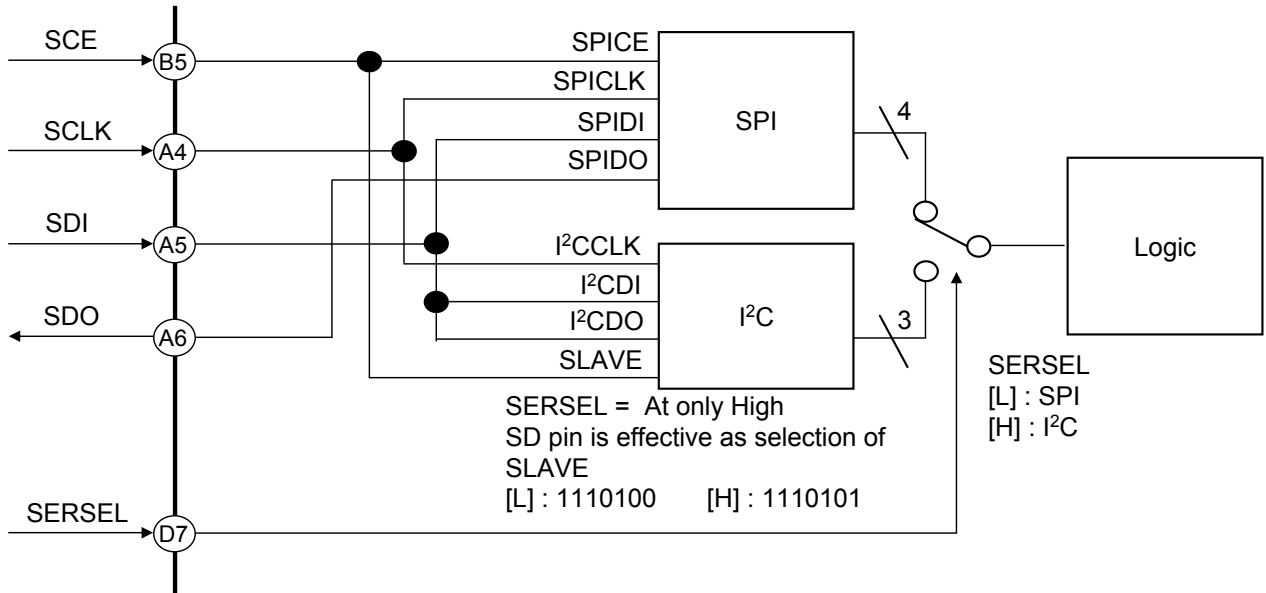 SCE
B5
SPICE
SPICLK
SPIDI
SPIDO
SPI
4
SCLK
A4
SDI
A5
SDO
A6
I²CCLK
I²CDI
I²CDO
SLAVE
I²C
3
Logic
SERSEL
[L] : SPI
[H] : I²C
SERSEL = At only High
SD pin is effective as selection of
SLAVE
[L] : 1110100 [H] : 1110101
SERSEL
D7